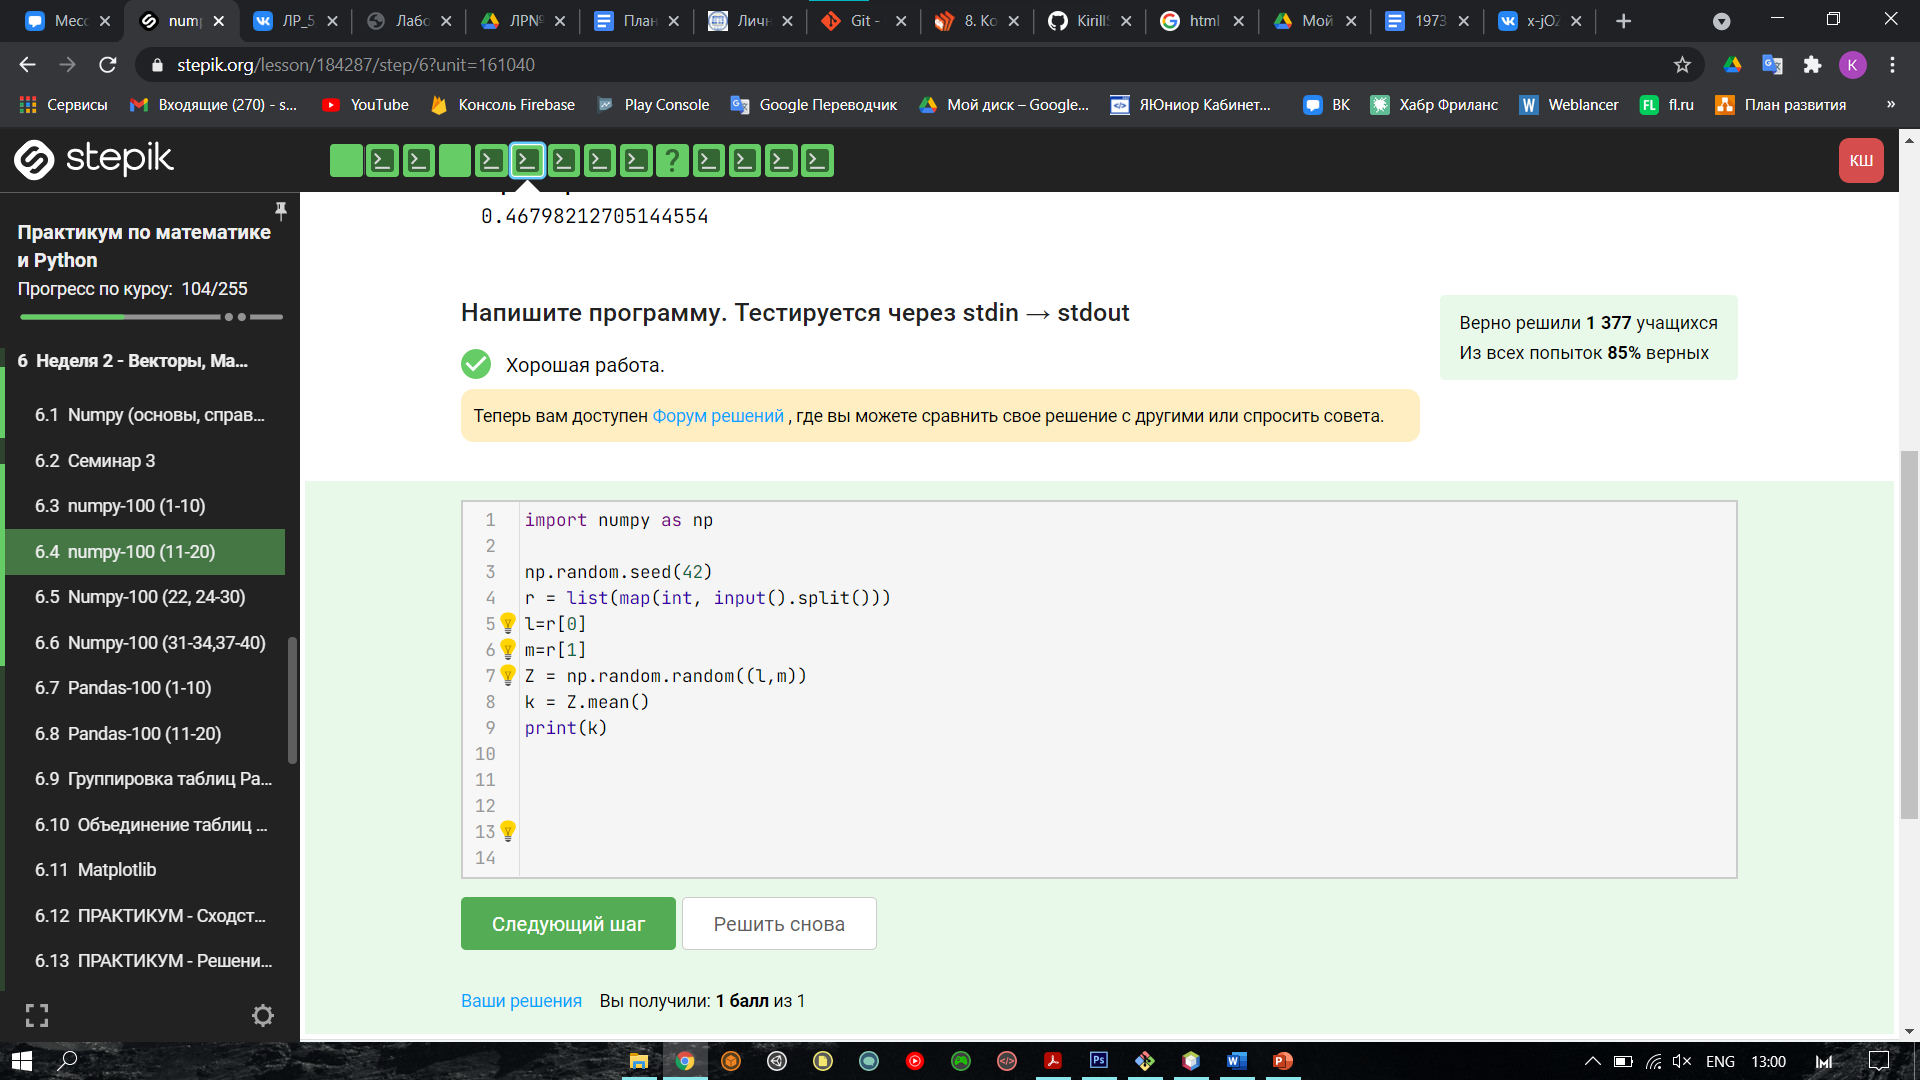 Месс
nump
ЛР_5
Лабо
ЛРN
План
Личн
Git -
8. Ко
KirillS
html
Мой
1973
x-jOZ
stepik.org/lesson/184287/step/6?unit=161040
K
Сервисы
Входящие (270) - s...
YouTube
Консоль Firebase
Play Console
Google Переводчик
Мой диск – Google...
ЯЮниор Кабинет...
ВК
Хабр Фриланс
Weblancer
fl.ru
План развития
»
stepik
КШ
Практикум по математике
и Python
Прогресс по курсу: 104/255
6 Неделя 2 - Векторы, Ма...
6.1 Numpy (основы, справ...
6.2 Семинар 3
6.3 numpy-100 (1-10)
6.4 numpy-100 (11-20)
6.5 Numpy-100 (22, 24-30)
6.6 Numpy-100 (31-34,37-40)
6.7 Pandas-100 (1-10)
6.8 Pandas-100 (11-20)
6.9 Группировка таблиц Pa...
6.10 Объединение таблиц ...
6.11 Matplotlib
6.12 ПРАКТИКУМ - Сходст...
6.13 ПРАКТИКУМ - Решени...
0.46798212705144554
Напишите программу. Тестируется через stdin → stdout
Верно решили 1 377 учащихся
Из всех попыток 85% верных
Хорошая работа.
Теперь вам доступен Форум решений , где вы можете сравнить свое решение с другими или спросить совета.
1 import numpy as np
2
3 np.random.seed(42)
4 r = list(map(int, input().split()))
5 l=r[0]
6 m=r[1]
7 Z = np.random.random((l,m))
8 k = Z.mean()
9 print(k)
10
11
12
13
14
Следующий шаг
Решить снова
Ваши решения Вы получили: 1 балл из 1
ENG
13:00